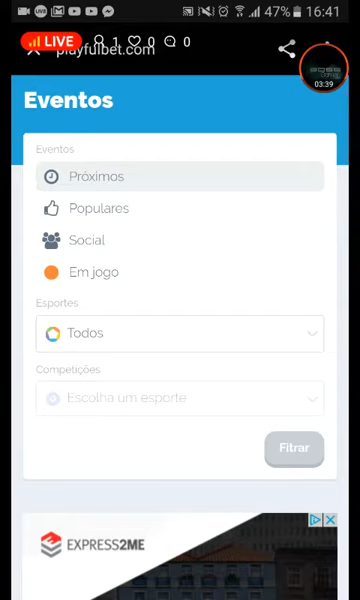 47% 16:41
LIVE 1 0 0
playfulbet.com
03:39
Eventos
Eventos
Próximos
Populares
Social
Em jogo
Esportes
Todos
Competições
Escolha um esporte
Fitrar
EXPRESS2ME